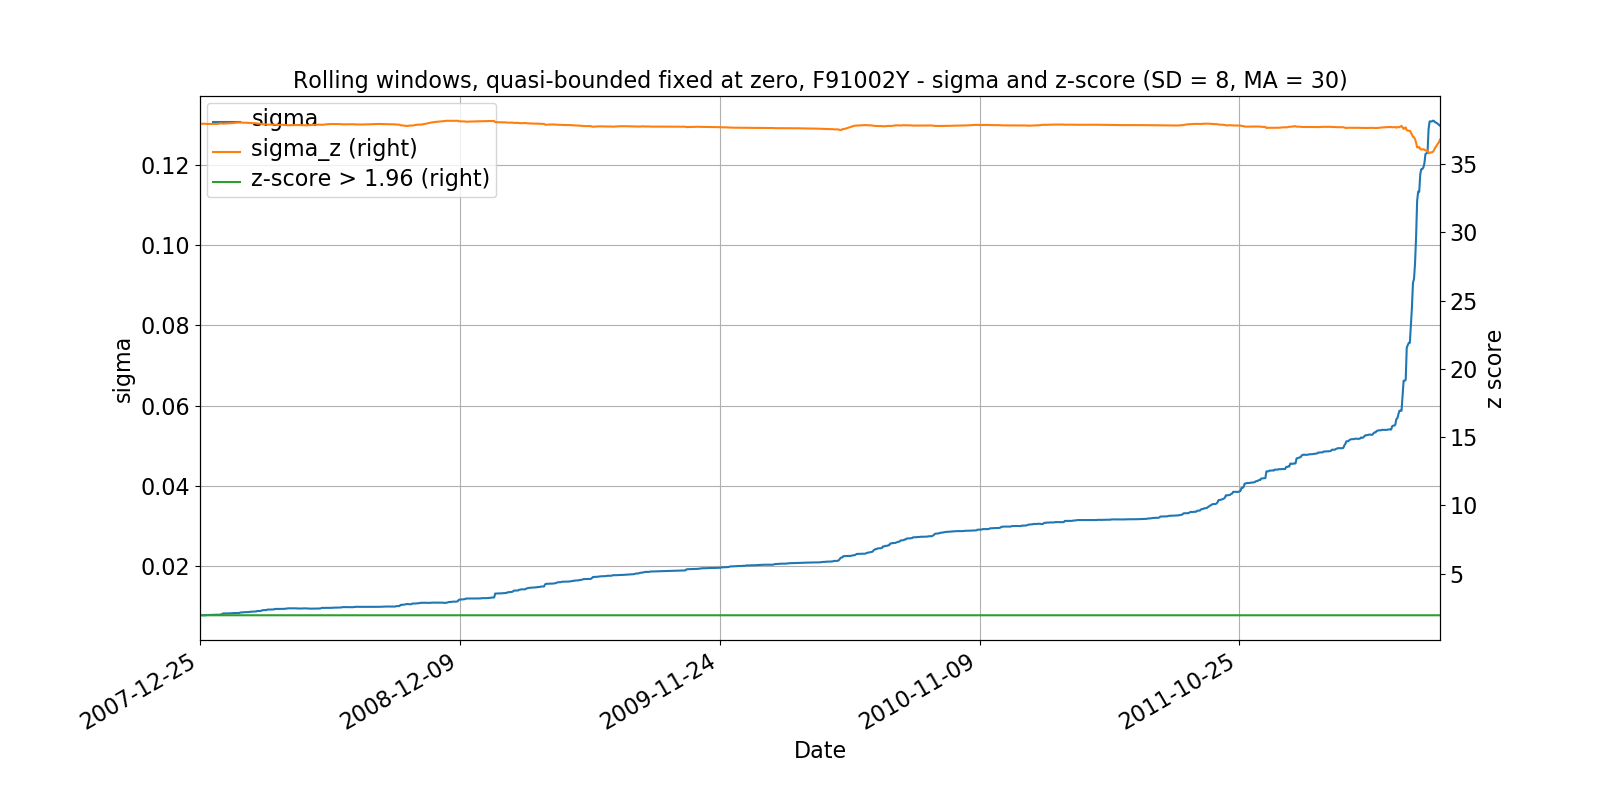 Rolling windows, quasi-bounded fixed at zero, F91002Y - sigma and z-score (SD = 8, MA = 30)
sigma
sigma_z (right)
z-score > 1.96 (right)
0.12
0.10
0.08
0.06
0.04
0.02
sigma
35
30
25
20
15
10
5
z score
2007-12-25
2008-12-09
2009-11-24
2010-11-09
2011-10-25
Date